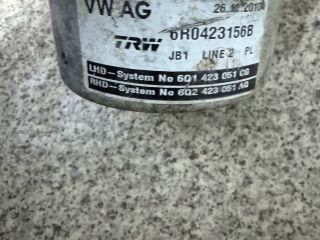 VW AG 26.10.2010
TRW 6R0423156B
JB1 LINE 2 PL
LHD-System No 6Q1 423 051 CG
RHD-System No 6Q2 423 051 AQ